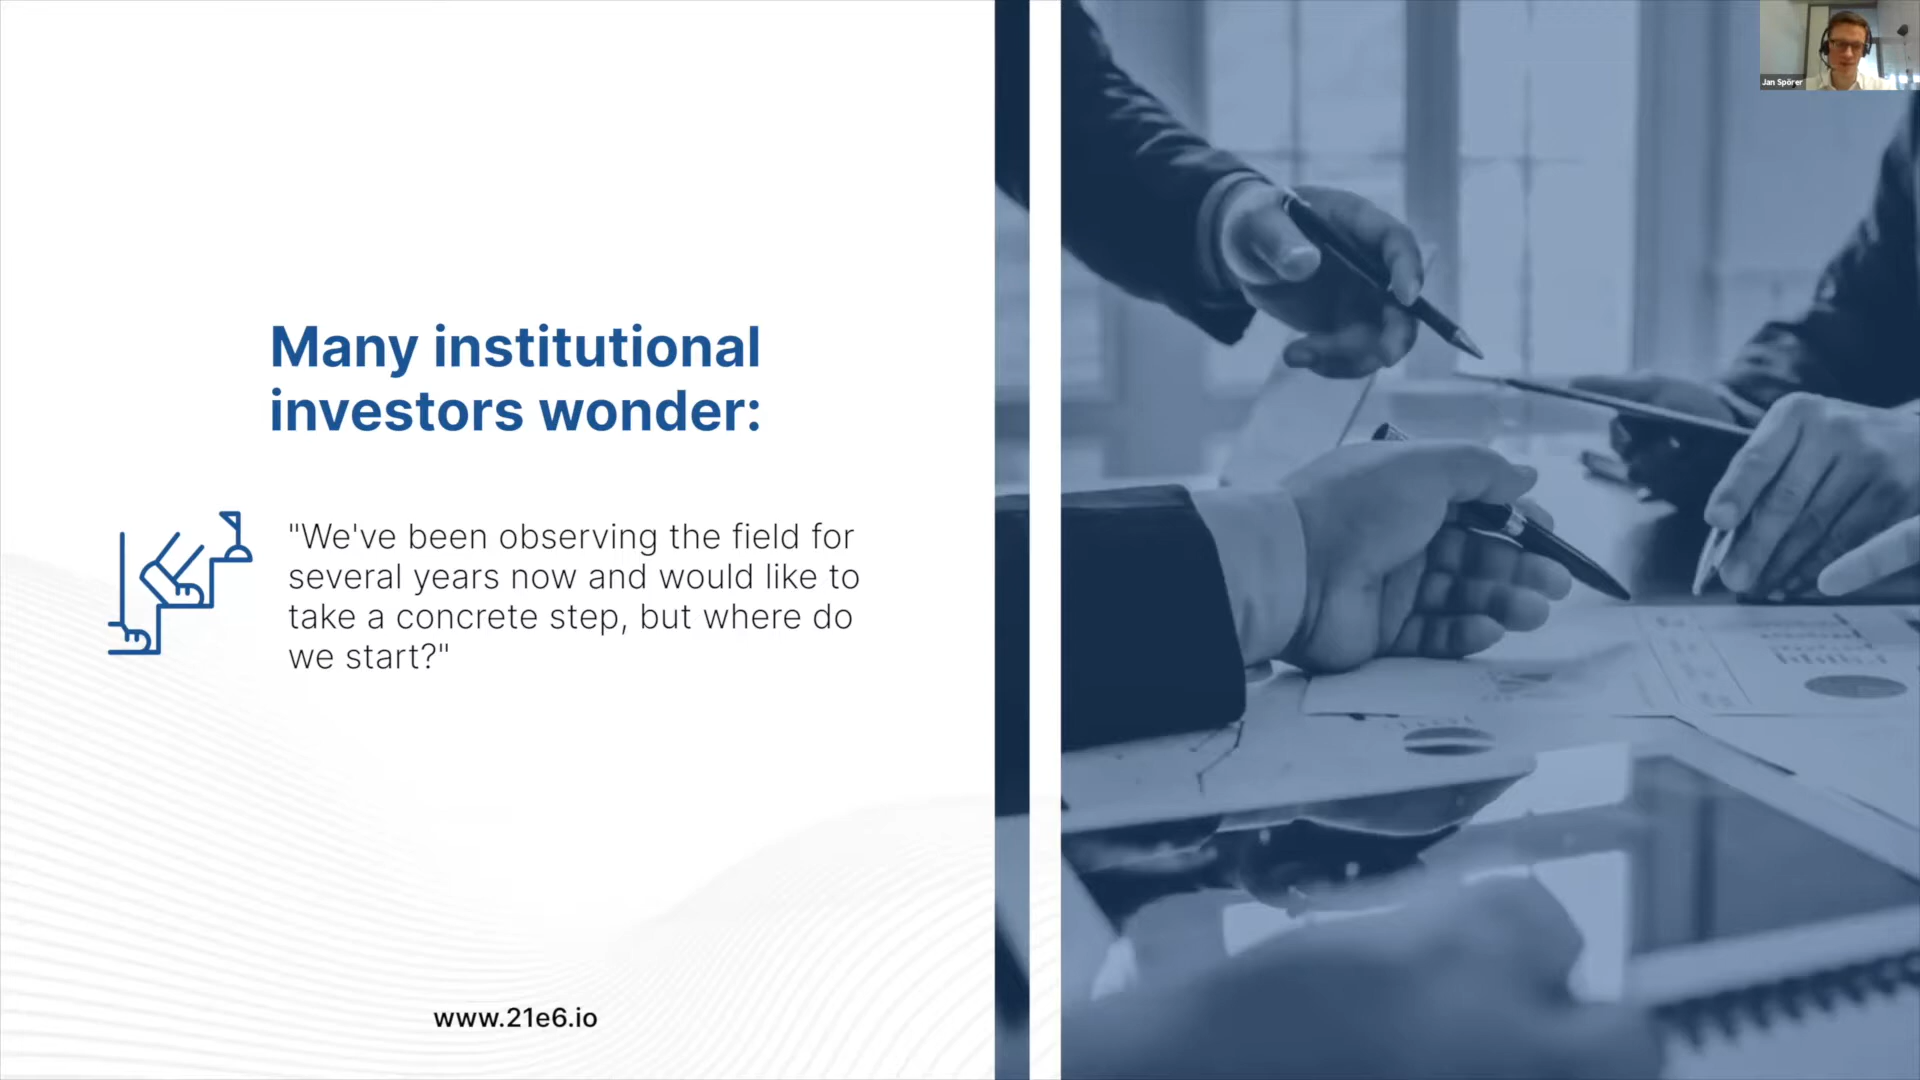 Many institutional
investors wonder:
"We've been observing the field for
several years now and would like to
take a concrete step, but where do
we start?"
www.21e6.io
Jan Spörer